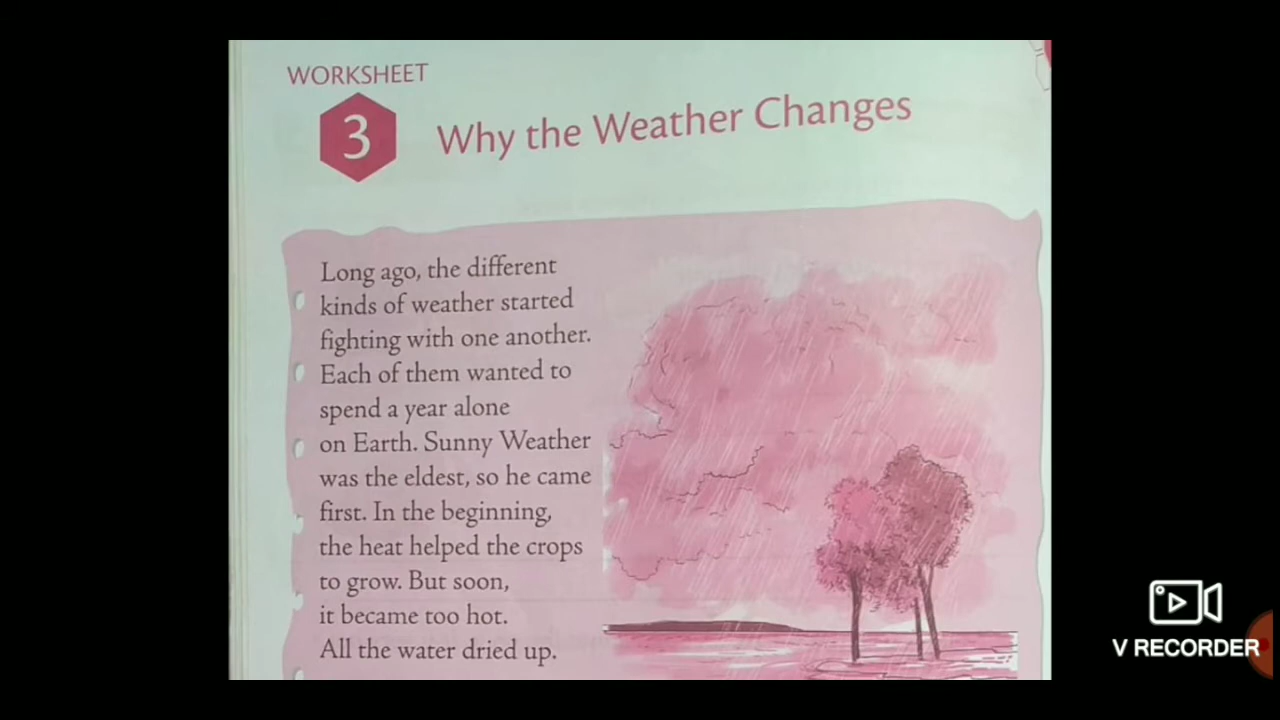 WORKSHEET
3
Why the Weather Changes
Long ago, the different
kinds of weather started
fighting with one another.
Each of them wanted to
spend a year alone
on Earth. Sunny Weather
was the eldest, so he came
first. In the beginning,
the heat helped the crops
to grow. But soon,
it became too hot.
All the water dried up.
V RECORDER